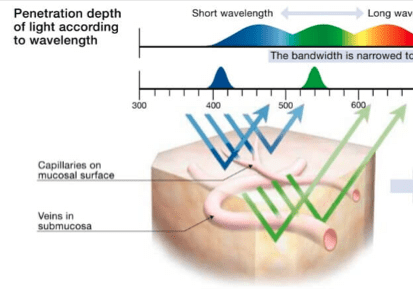 Penetration depth
of light according
to wavelength
Short wavelength
Long wav
The bandwidth is narrowed to
300 400 500 600
Capillaries on
mucosal surface
Veins in
submucosa